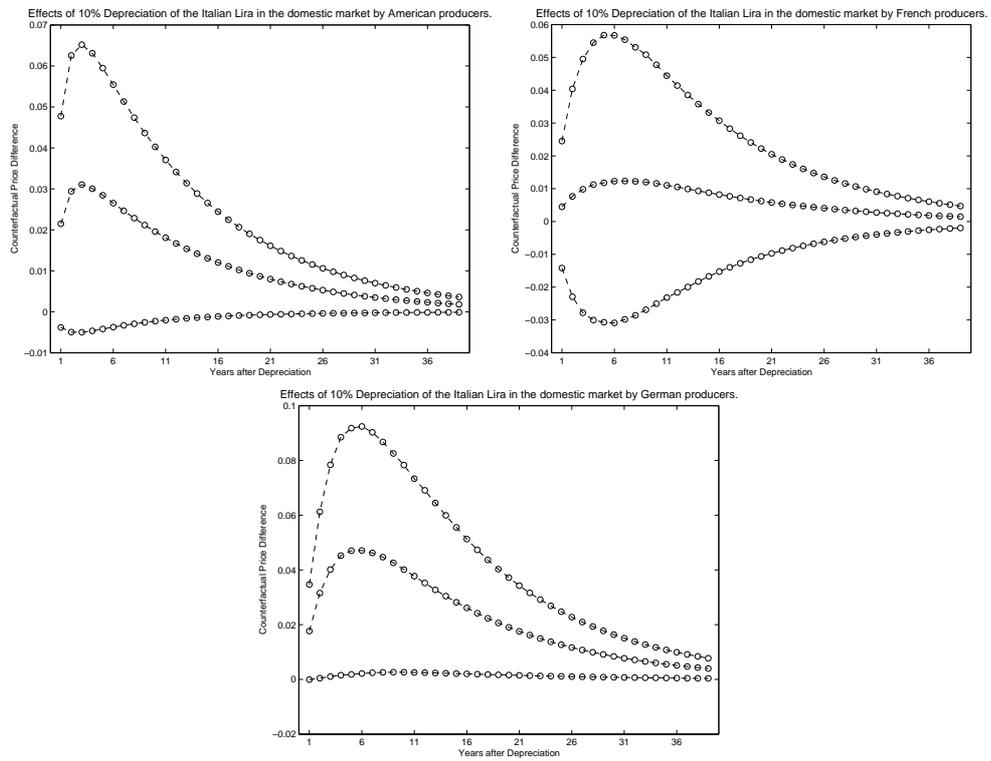 Effects of 10% Depreciation of the Italian Lira in the domestic market by American producers.
0.07
0.06
0.05
0.04
0.03
0.02
0.01
0
−0.01
Counterfactual Price Difference
1 6 11 16 21 26 31 36
Years after Depreciation
Effects of 10% Depreciation of the Italian Lira in the domestic market by French producers.
0.06
0.05
0.04
0.03
0.02
0.01
0
−0.01
−0.02
−0.03
−0.04
Counterfactual Price Difference
1 6 11 16 21 26 31 36
Years after Depreciation
Effects of 10% Depreciation of the Italian Lira in the domestic market by German producers.
0.1
0.08
0.06
0.04
0.02
0
−0.02
Counterfactual Price Difference
1 6 11 16 21 26 31 36
Years after Depreciation